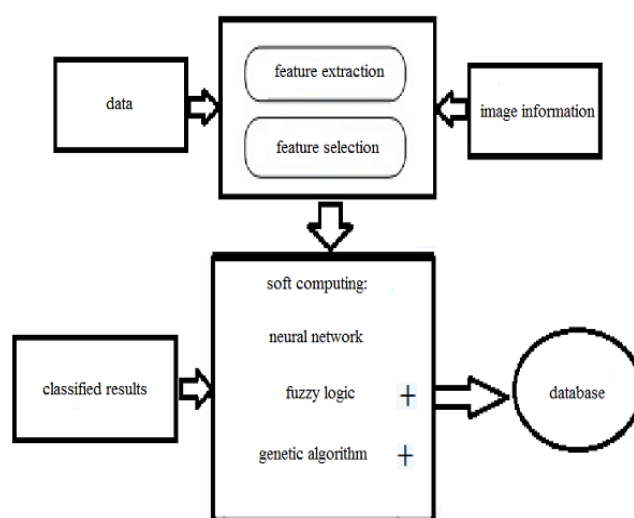 feature extraction
data
image information
feature selection
soft computing:
neural network
classified results
fuzzy logic +
database
genetic algorithm +